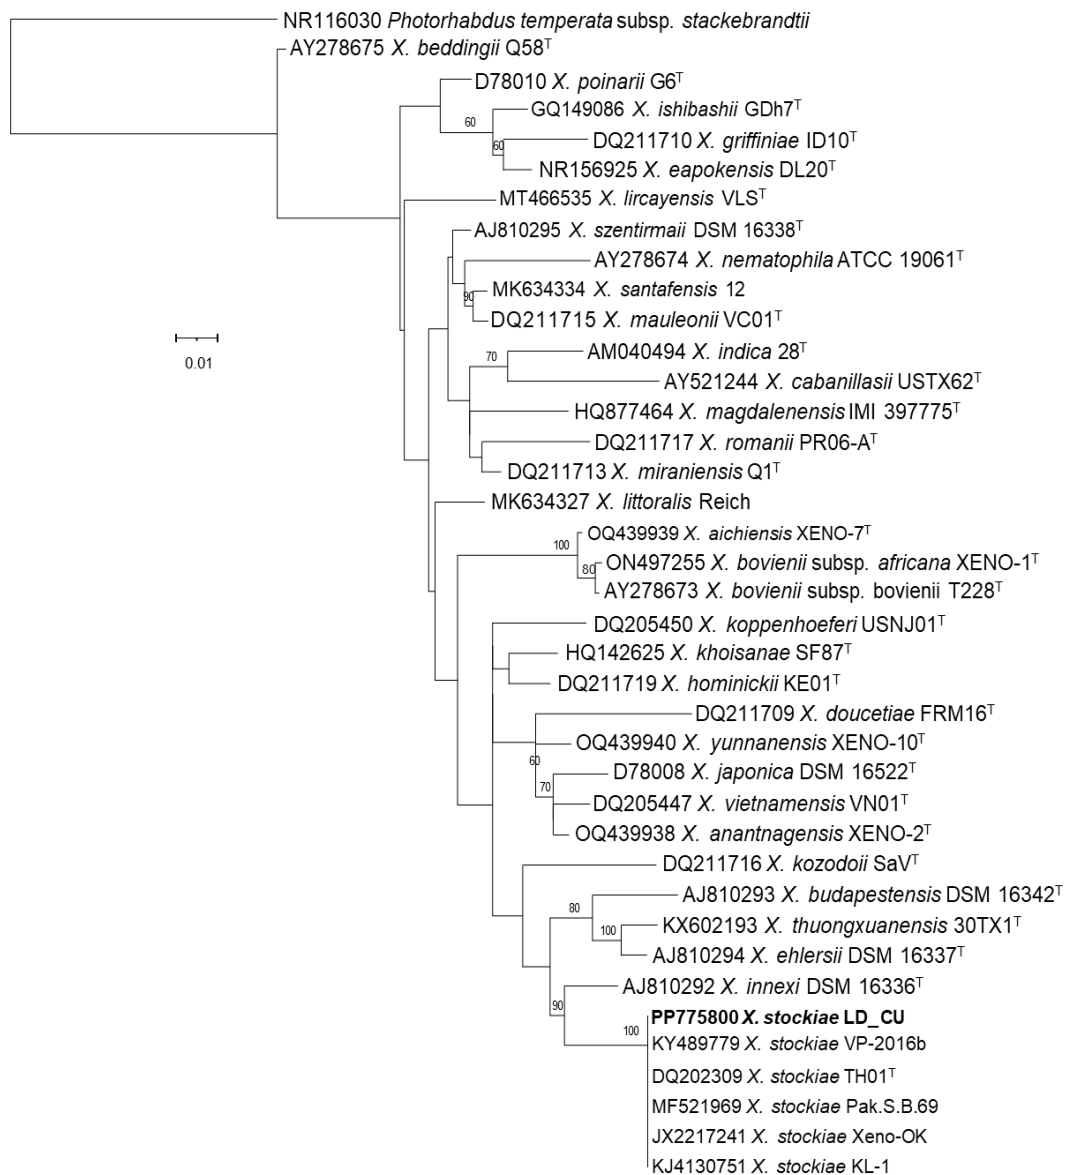 NR116030 Photorhabdus temperata subsp. stackebrandtii
AY278675 X. beddingii Q58ᵀ
D78010 X. poinarii G6ᵀ
GQ149086 X. ishibashii GDh7ᵀ
60
DQ211710 X. griffiniae ID10ᵀ
60
NR156925 X. eapokensis DL20ᵀ
MT466535 X. lircayensis VLSᵀ
AJ810295 X. szentirmaii DSM 16338ᵀ
AY278674 X. nematophila ATCC 19061ᵀ
MK634334 X. santafensis 12
90
DQ211715 X. mauleonii VC01ᵀ
0.01
AM040494 X. indica 28ᵀ
70
AY521244 X. cabanillasii USTX62ᵀ
HQ877464 X. magdalenensis IMI 397775ᵀ
DQ211717 X. romanii PR06-Aᵀ
DQ211713 X. miraniensis Q1ᵀ
MK634327 X. littoralis Reich
OQ439939 X. aichiensis XENO-7ᵀ
100
ON497255 X. bovienii subsp. africana XENO-1ᵀ
80
AY278673 X. bovienii subsp. bovienii T228ᵀ
DQ205450 X. koppenhoeferi USNJ01ᵀ
HQ142625 X. khoisanae SF87ᵀ
DQ211719 X. hominickii KE01ᵀ
DQ211709 X. doucetiae FRM16ᵀ
OQ439940 X. yunnanensis XENO-10ᵀ
60
D78008 X. japonica DSM 16522ᵀ
70
DQ205447 X. vietnamensis VN01ᵀ
OQ439938 X. anantnagensis XENO-2ᵀ
DQ211716 X. kozodoii SaVᵀ
AJ810293 X. budapestensis DSM 16342ᵀ
80
KX602193 X. thuongxuanensis 30TX1ᵀ
100
AJ810294 X. ehlersii DSM 16337ᵀ
AJ810292 X. innexi DSM 16336ᵀ
90
PP775800 X. stockiae LD_CU
100
KY489779 X. stockiae VP-2016b
DQ202309 X. stockiae TH01ᵀ
MF521969 X. stockiae Pak.S.B.69
JX2217241 X. stockiae Xeno-OK
KJ4130751 X. stockiae KL-1